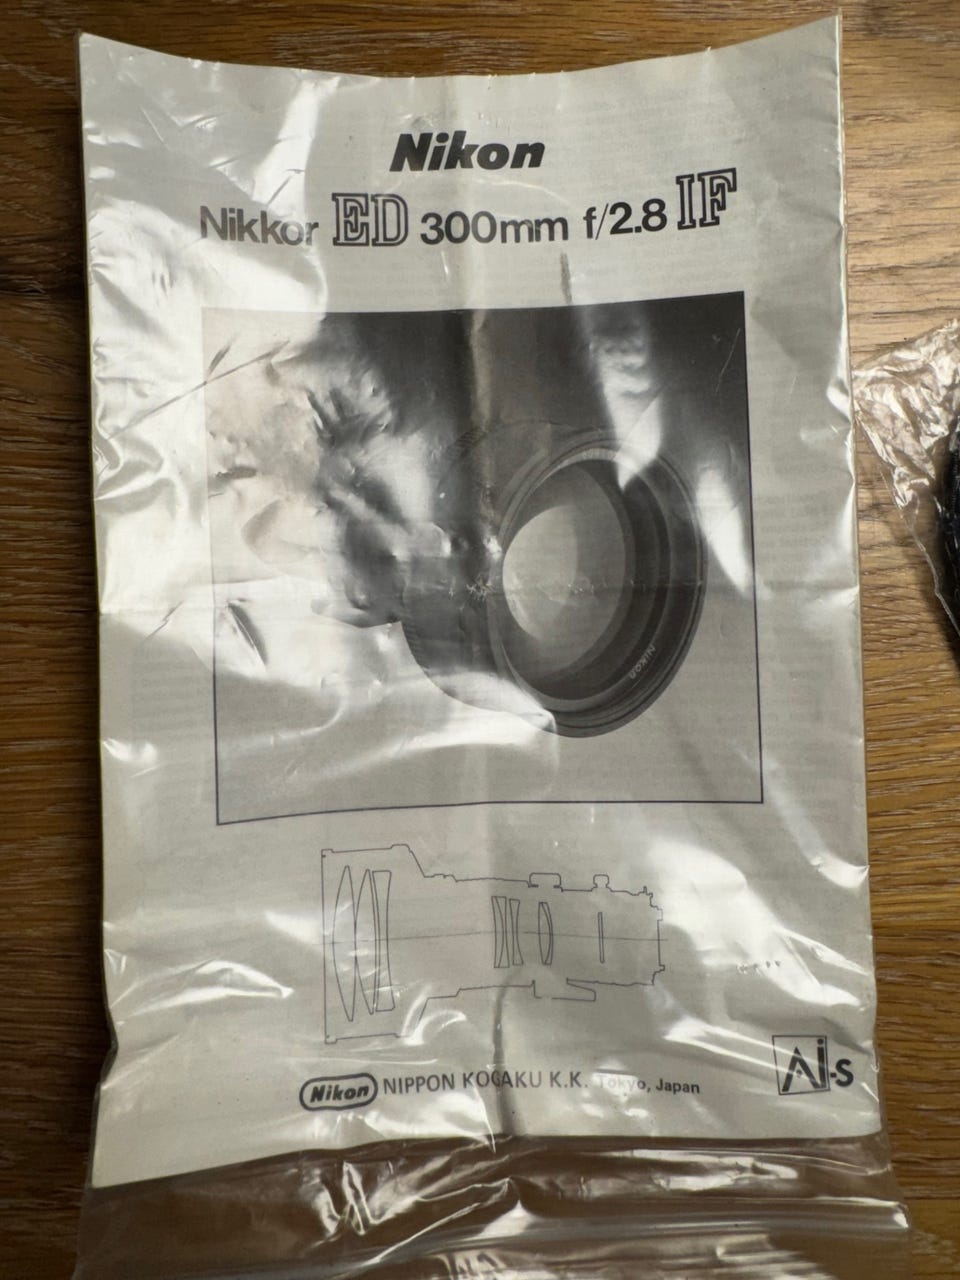 Nikon
Nikkor ED 300mm f/2.8 IF
NIKON
Nikon NIPPON KOGAKU K.K. Tokyo, Japan
Ai-s